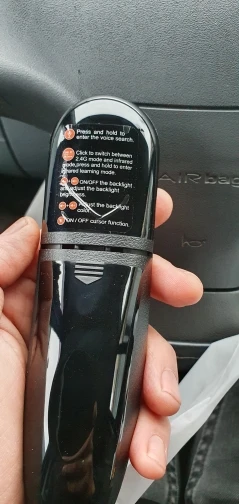 Press and hold to
enter the voice search.
Click to switch between
2.4G mode and infrared
mode,press and hold to enter
infrared learning mode.
ON/OFF the backlight
and adjust the backlight
brightness.
Adjust the backlight
color.
ON / OFF cursor function.
AIRbag